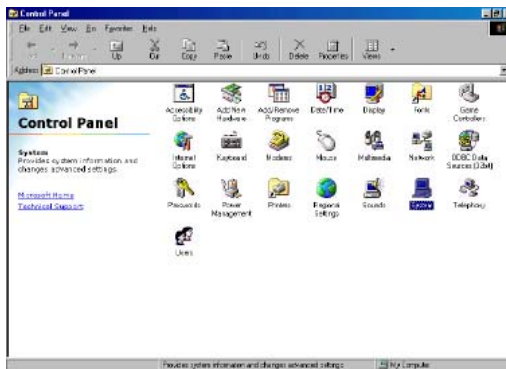 Control Panel
File Edit View Go Favorites Help
Up Cut Copy Paste Undo Delete Properties Views
Address Control Panel
Control Panel
System
Provides system information and
changes advanced settings
Microsoft Home
Technical Support
Accessibility
Options
Add New
Hardware
Add/Remove
Programs
Date/Time
Display
Fonts
Game
Controllers
Internet
Options
Keyboard
Modems
Mouse
Multimedia
Network
ODBC Data
Sources (32bit)
Passwords
Power
Management
Printers
Regional
Settings
Sounds
System
Telephony
Users
Provides system information and changes advanced settings
My Computer